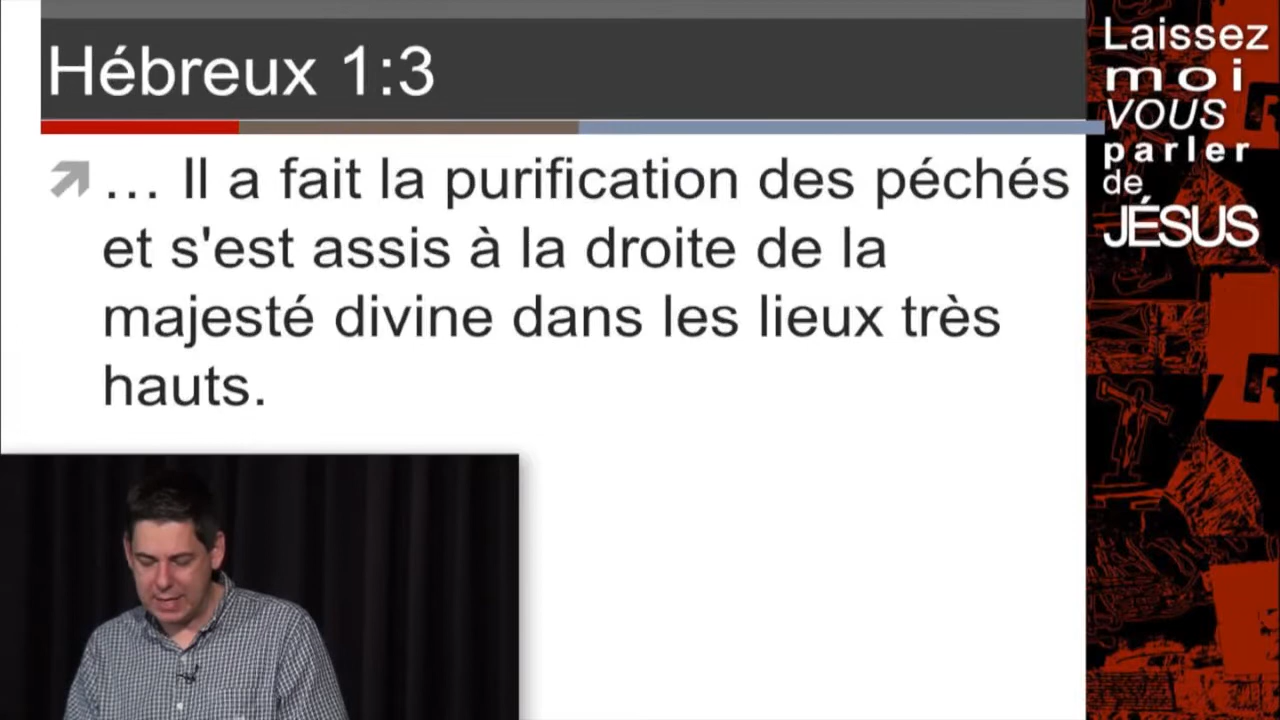 Hébreux 1:3
… Il a fait la purification des péchés
et s'est assis à la droite de la
majesté divine dans les lieux très
hauts.
Laissez
moi
VOUS
parler
de
JÉSUS